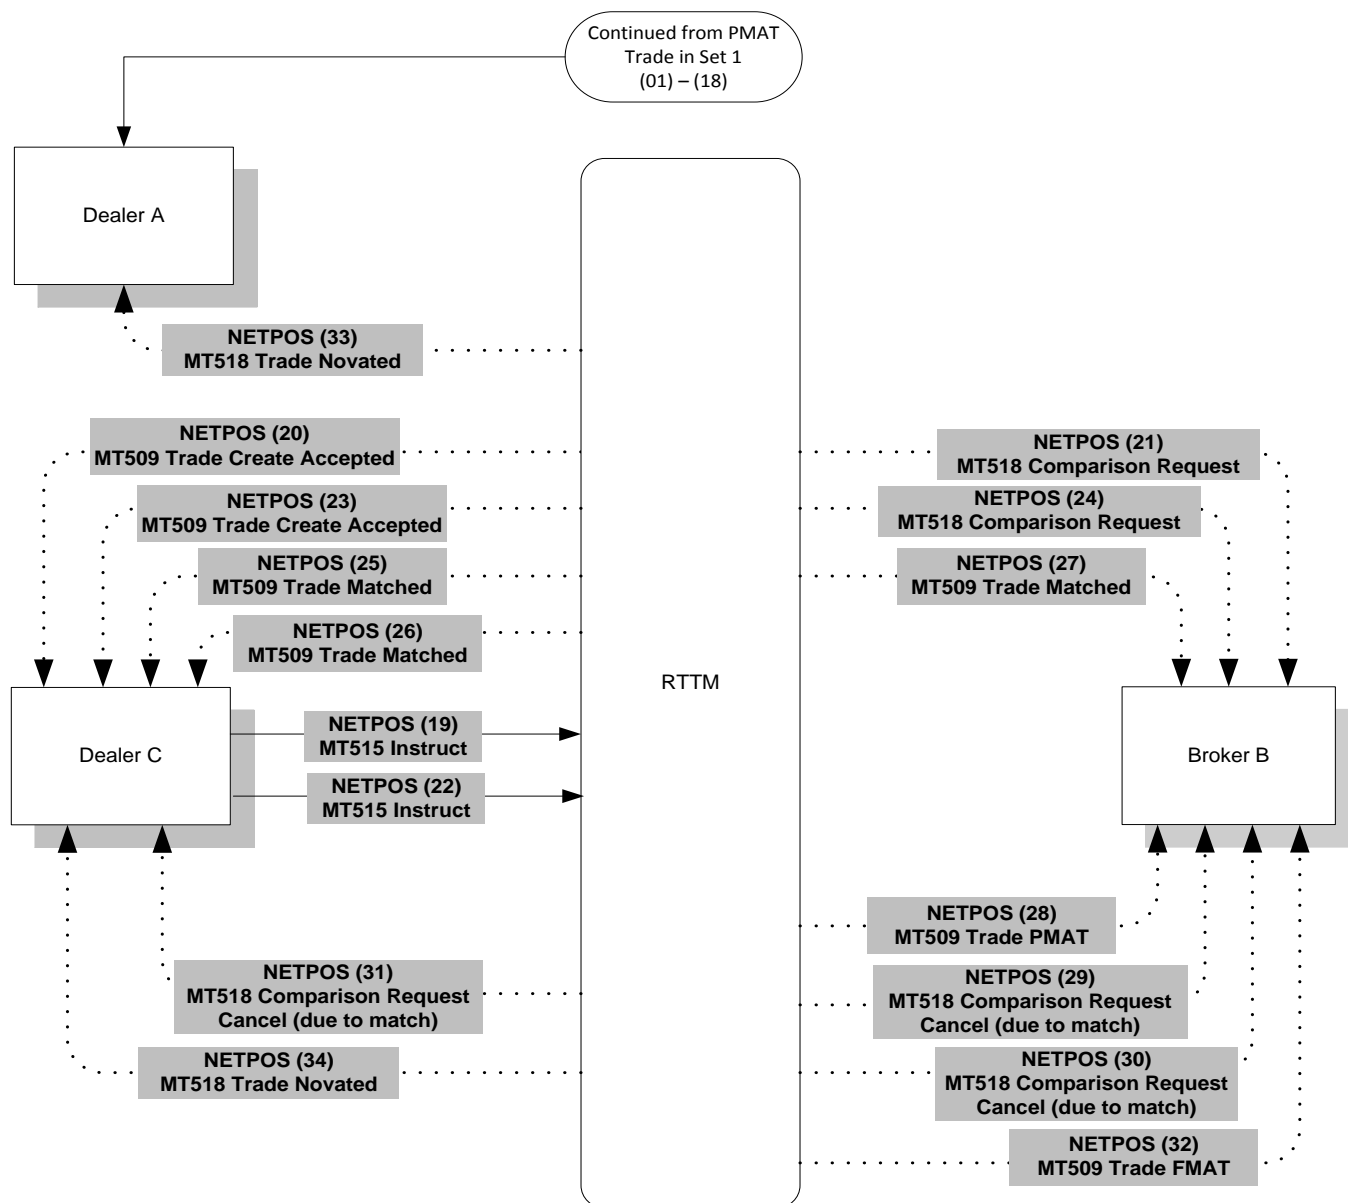 Continued from PMAT
Trade in Set 1
(01) – (18)
Dealer A
NETPOS (33)
MT518 Trade Novated
NETPOS (20)
MT509 Trade Create Accepted
NETPOS (23)
MT509 Trade Create Accepted
NETPOS (25)
MT509 Trade Matched
NETPOS (26)
MT509 Trade Matched
Dealer C
NETPOS (19)
MT515 Instruct
NETPOS (22)
MT515 Instruct
NETPOS (31)
MT518 Comparison Request
Cancel (due to match)
NETPOS (34)
MT518 Trade Novated
RTTM
NETPOS (21)
MT518 Comparison Request
NETPOS (24)
MT518 Comparison Request
NETPOS (27)
MT509 Trade Matched
Broker B
NETPOS (28)
MT509 Trade PMAT
NETPOS (29)
MT518 Comparison Request
Cancel (due to match)
NETPOS (30)
MT518 Comparison Request
Cancel (due to match)
NETPOS (32)
MT509 Trade FMAT